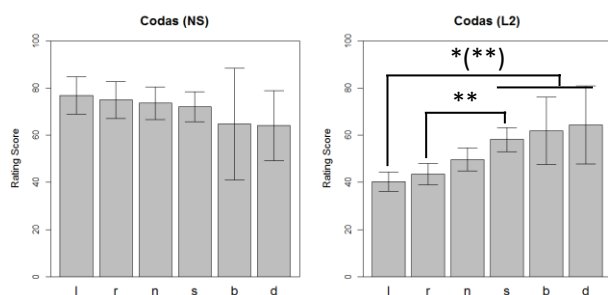 Codas (NS)
Rating Score
0 20 40 60 80 100
l r n s b d
Codas (L2)
*(**)
**
Rating Score
0 20 40 60 80 100
l r n s b d